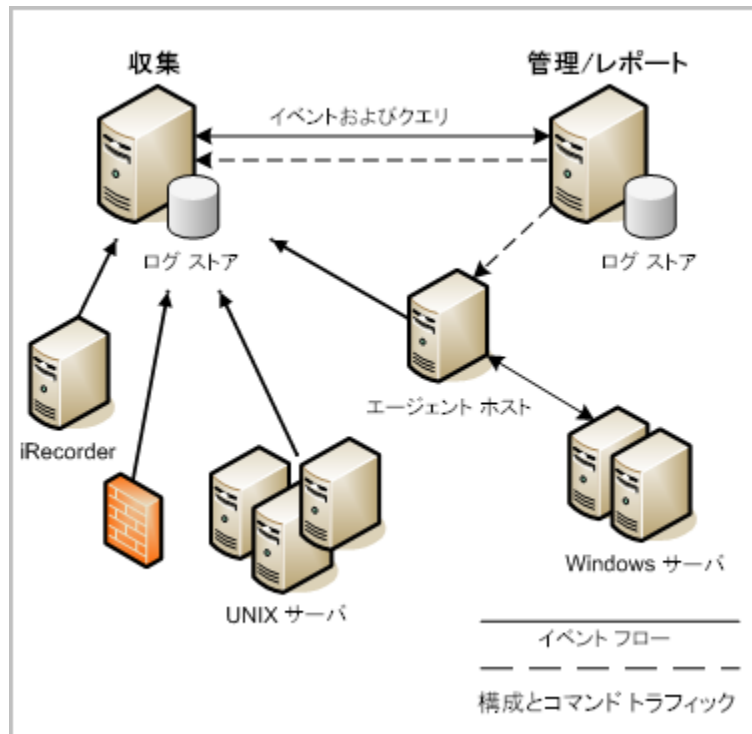 収集
管理/レポート
イベントおよびクエリ
ログ ストア
ログ ストア
エージェント ホスト
iRecorder
Windows サーバ
UNIX サーバ
イベント フロー
構成とコマンド トラフィック